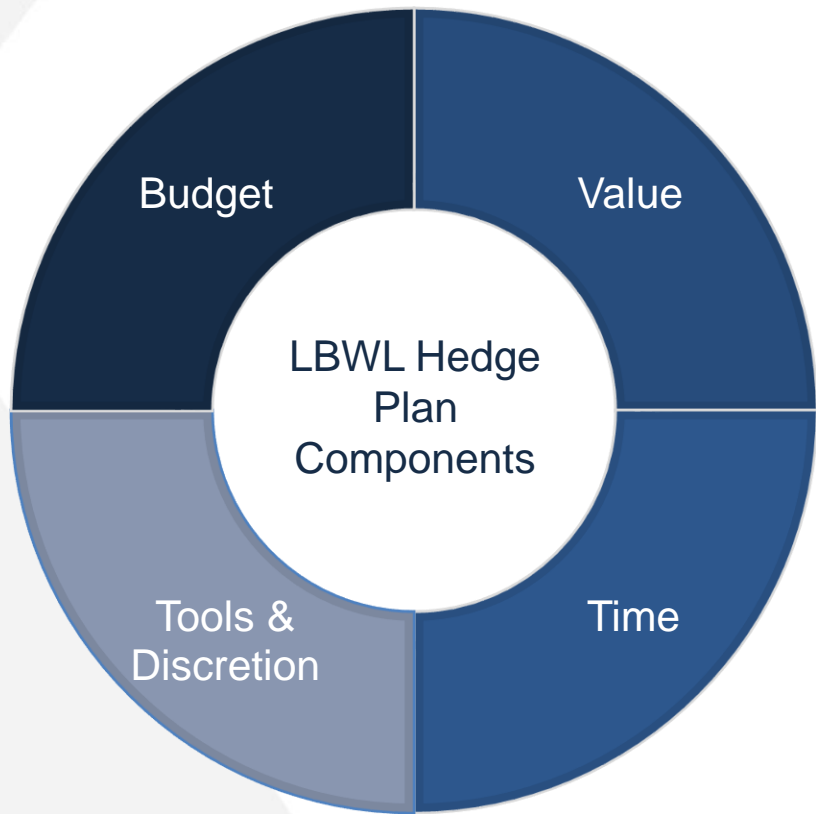 Budget
Value
LBWL Hedge
Plan
Components
Tools &
Discretion
Time